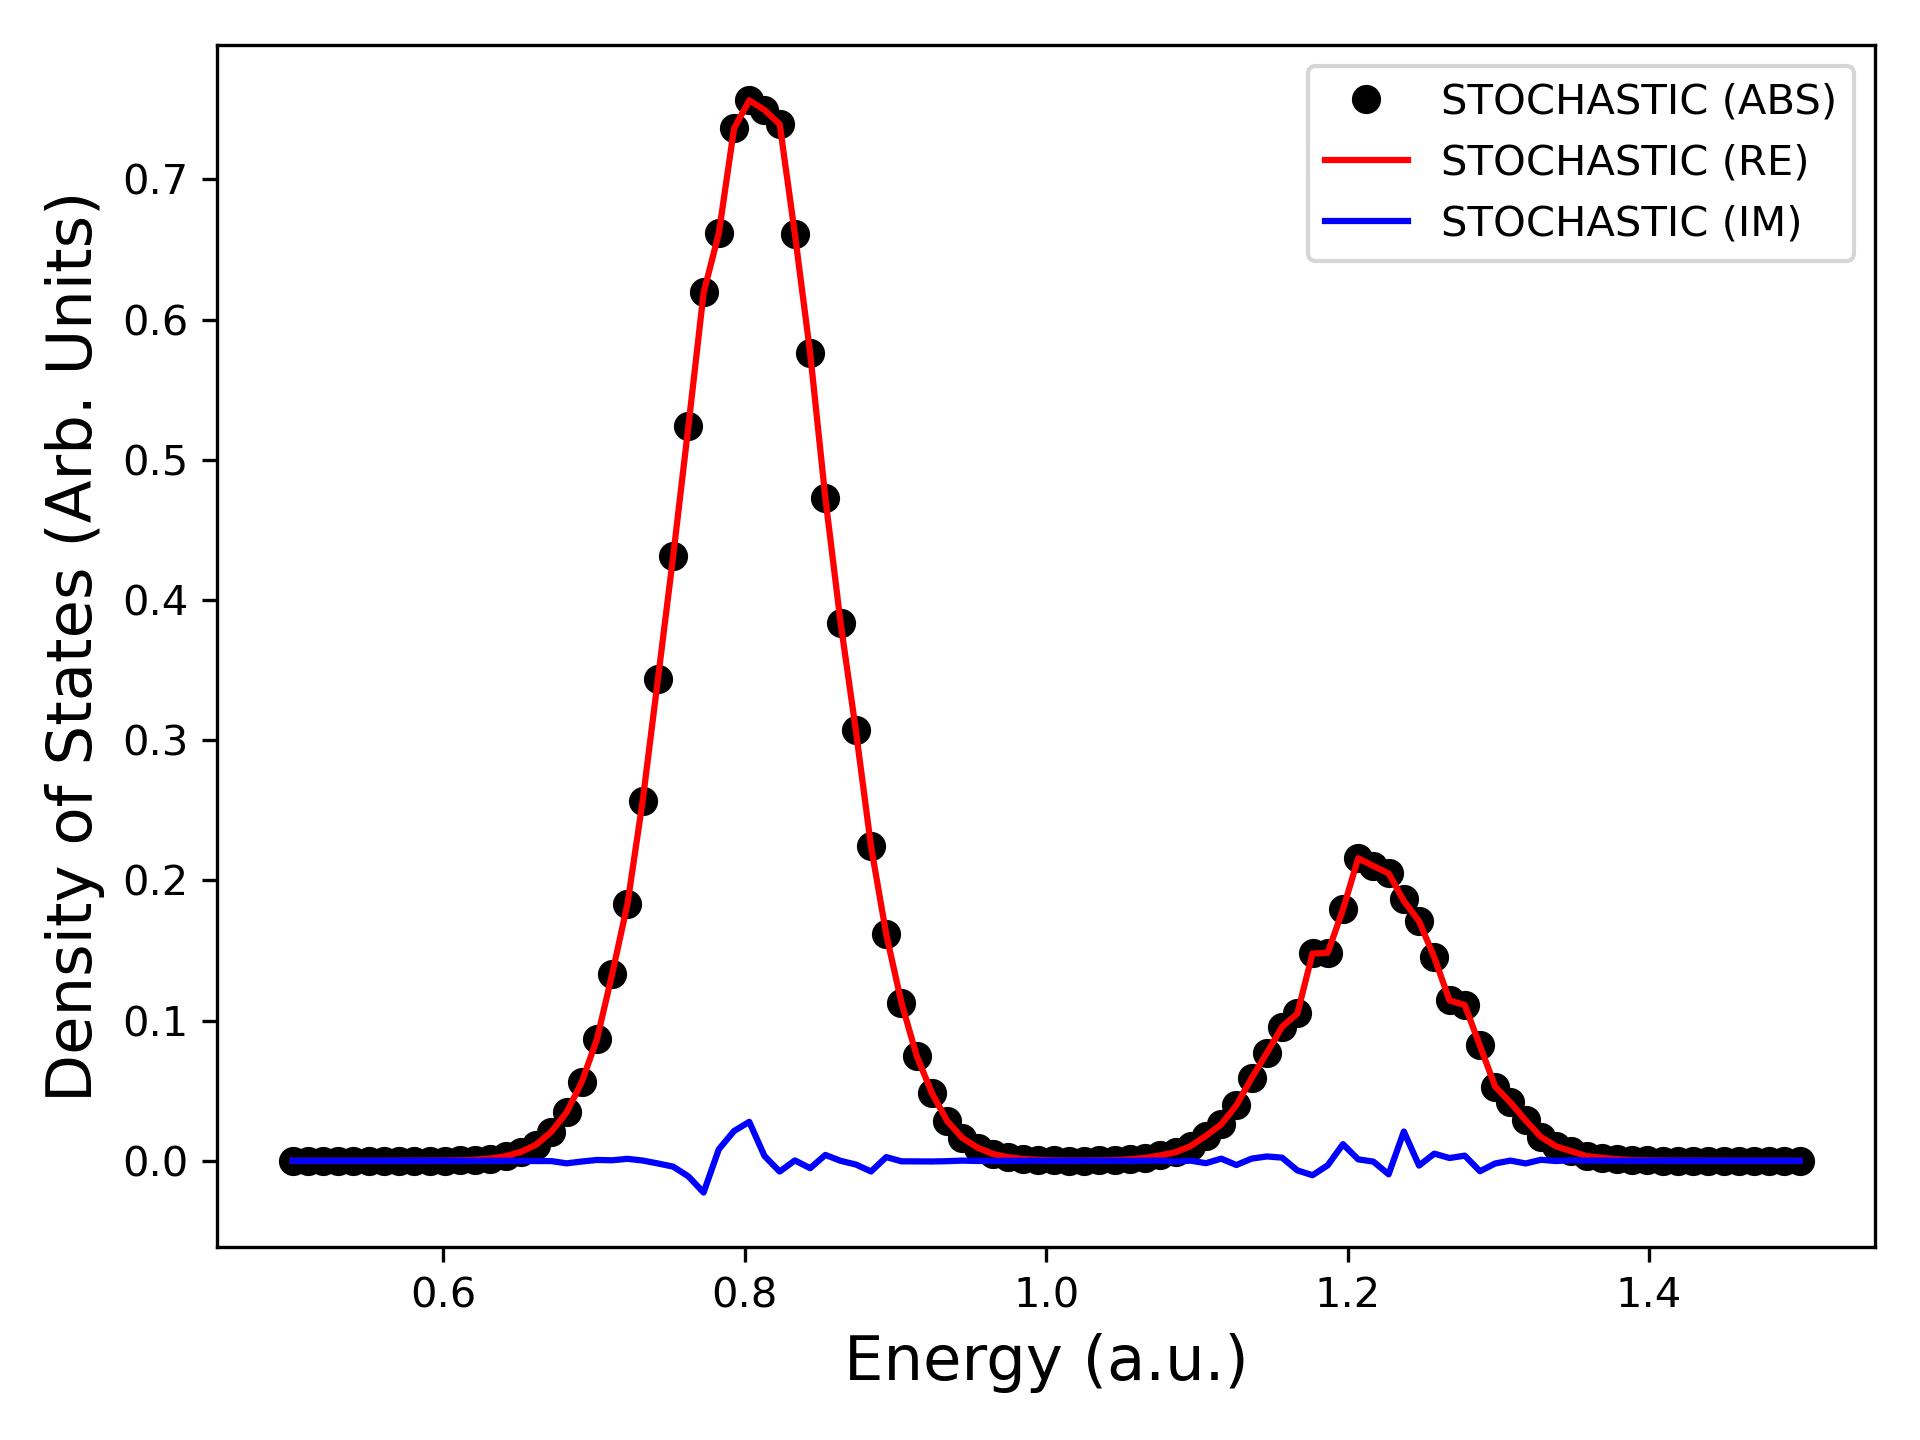 STOCHASTIC (ABS)
STOCHASTIC (RE)
STOCHASTIC (IM)
Density of States (Arb. Units)
0.7
0.6
0.5
0.4
0.3
0.2
0.1
0.0
0.6 0.8 1.0 1.2 1.4
Energy (a.u.)